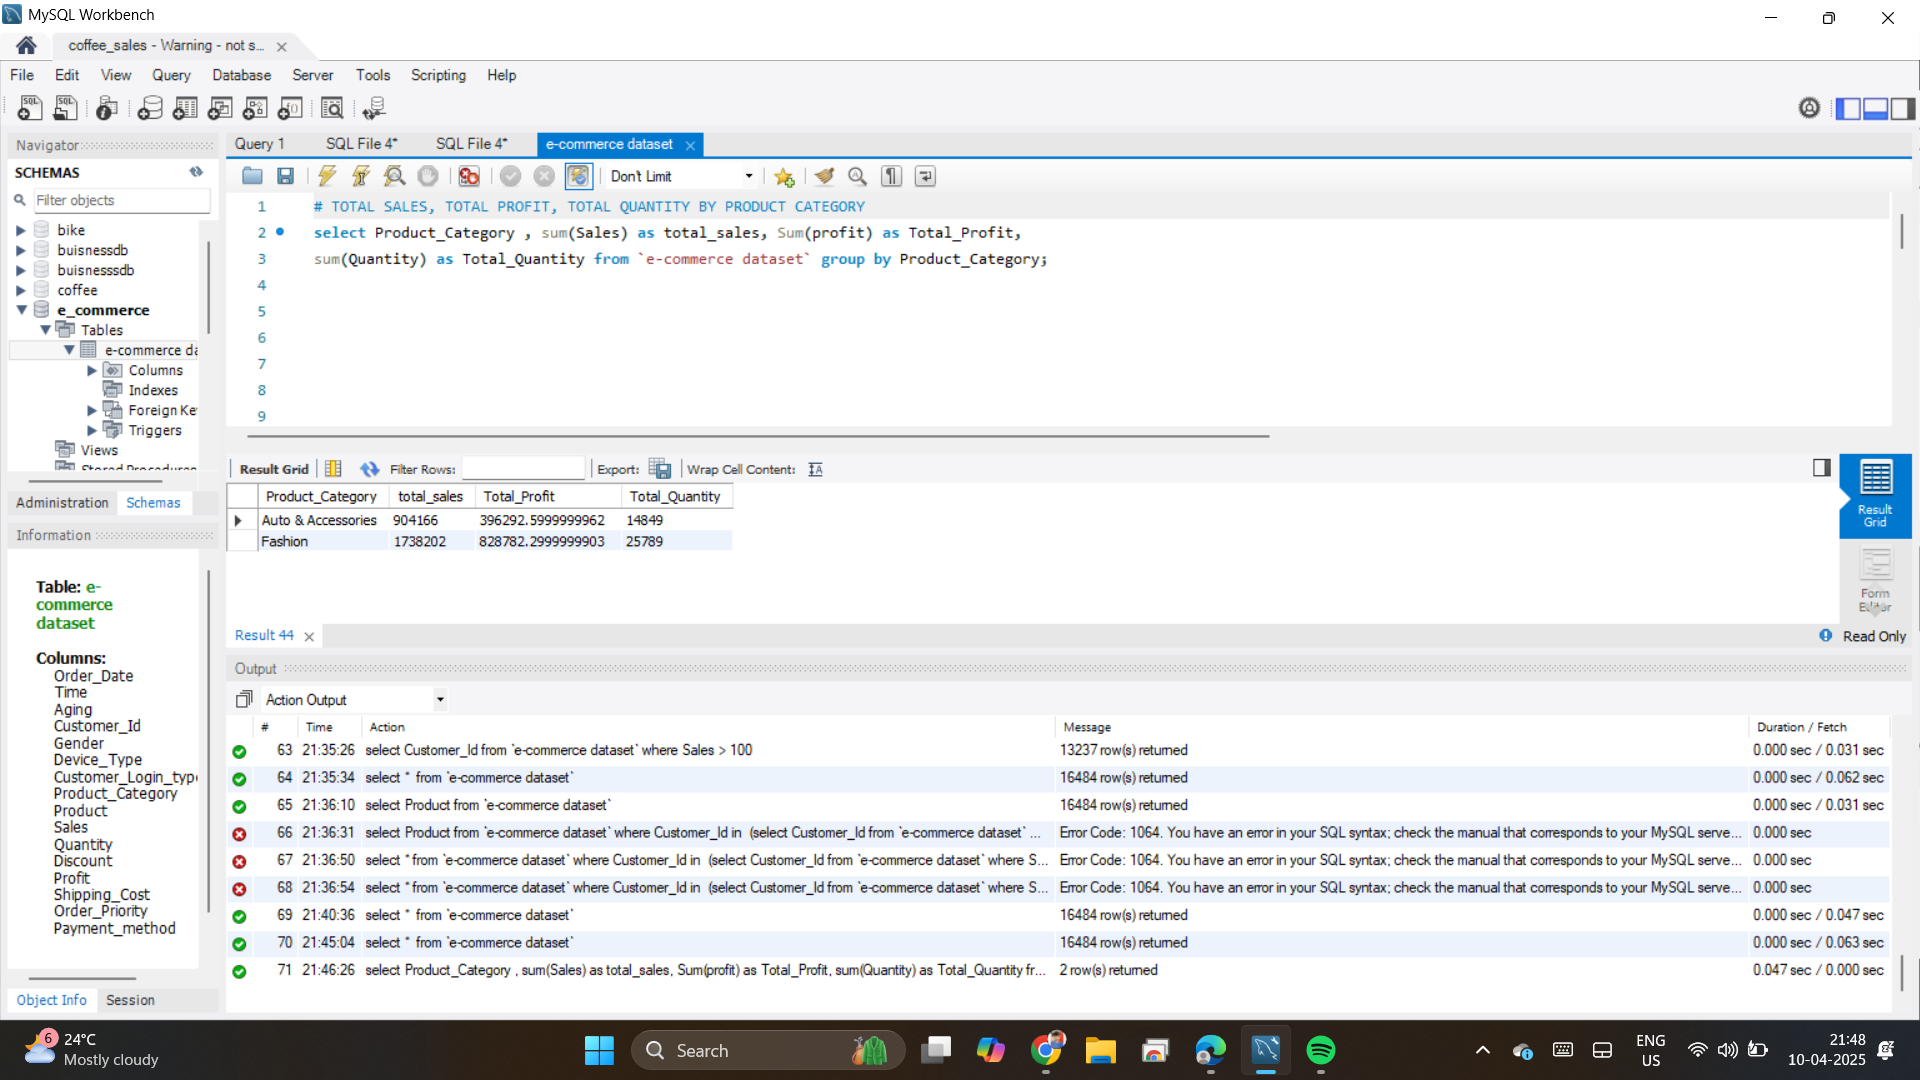 MySQL Workbench
coffee_sales - Warning - not s...
File Edit View Query Database Server Tools Scripting Help
Navigator
SCHEMAS
Filter objects
bike
buisnessdb
buisnesssdb
coffee
e_commerce
Tables
e-commerce da
Columns
Indexes
Foreign Ke
Triggers
Views
Stored Procedures
Administration Schemas
Information
Table: e-
commerce
dataset
Columns:
Order_Date
Time
Aging
Customer_Id
Gender
Device_Type
Customer_Login_type
Product_Category
Product
Sales
Quantity
Discount
Profit
Shipping_Cost
Order_Priority
Payment_method
Object Info Session
Query 1 SQL File 4* SQL File 4* e-commerce dataset
Don't Limit
1 # TOTAL SALES, TOTAL PROFIT, TOTAL QUANTITY BY PRODUCT CATEGORY
2 select Product_Category , sum(Sales) as total_sales, Sum(profit) as Total_Profit,
3 sum(Quantity) as Total_Quantity from `e-commerce dataset` group by Product_Category;
4
5
6
7
8
9
Result Grid Filter Rows: Export: Wrap Cell Content:
Product_Category total_sales Total_Profit Total_Quantity
Auto & Accessories 904166 396292.5999999962 14849
Fashion 1738202 828782.2999999903 25789
Result
Grid
Form
Editor
Result 44
Read Only
Output
Action Output
# Time Action Message Duration / Fetch
63 21:35:26 select Customer_Id from `e-commerce dataset` where Sales > 100 13237 row(s) returned 0.000 sec / 0.031 sec
64 21:35:34 select * from `e-commerce dataset` 16484 row(s) returned 0.000 sec / 0.062 sec
65 21:36:10 select Product from `e-commerce dataset` 16484 row(s) returned 0.000 sec / 0.031 sec
66 21:36:31 select Product from `e-commerce dataset` where Customer_Id in (select Customer_Id from `e-commerce dataset` ... Error Code: 1064. You have an error in your SQL syntax; check the manual that corresponds to your MySQL serve... 0.000 sec
67 21:36:50 select * from `e-commerce dataset` where Customer_Id in (select Customer_Id from `e-commerce dataset` where S... Error Code: 1064. You have an error in your SQL syntax; check the manual that corresponds to your MySQL serve... 0.000 sec
68 21:36:54 select * from `e-commerce dataset` where Customer_Id in (select Customer_Id from `e-commerce dataset` where S... Error Code: 1064. You have an error in your SQL syntax; check the manual that corresponds to your MySQL serve... 0.000 sec
69 21:40:36 select * from `e-commerce dataset` 16484 row(s) returned 0.000 sec / 0.047 sec
70 21:45:04 select * from `e-commerce dataset` 16484 row(s) returned 0.000 sec / 0.063 sec
71 21:46:26 select Product_Category , sum(Sales) as total_sales, Sum(profit) as Total_Profit, sum(Quantity) as Total_Quantity fr... 2 row(s) returned 0.047 sec / 0.000 sec
6
24°C
Mostly cloudy
Search
ENG
US
21:48
10-04-2025